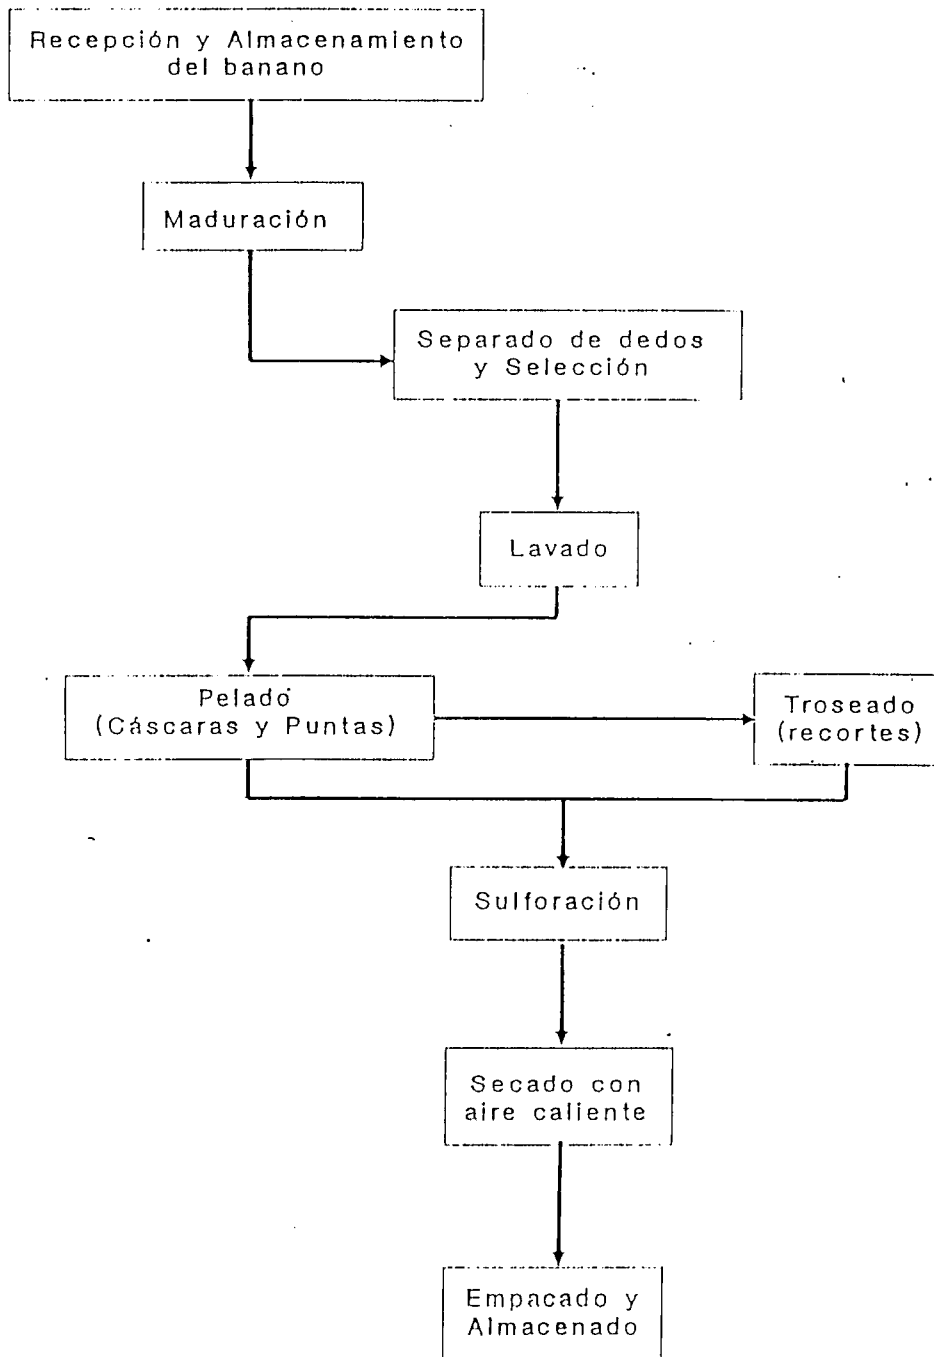 Recepción y Almacenamiento
del banano
Maduración
Separado de dedos
y Selección
Lavado
Pelado
(Cáscaras y Puntas)
Troseado
(recortes)
Sulforación
Secado con
aire caliente
Empacado y
Almacenado